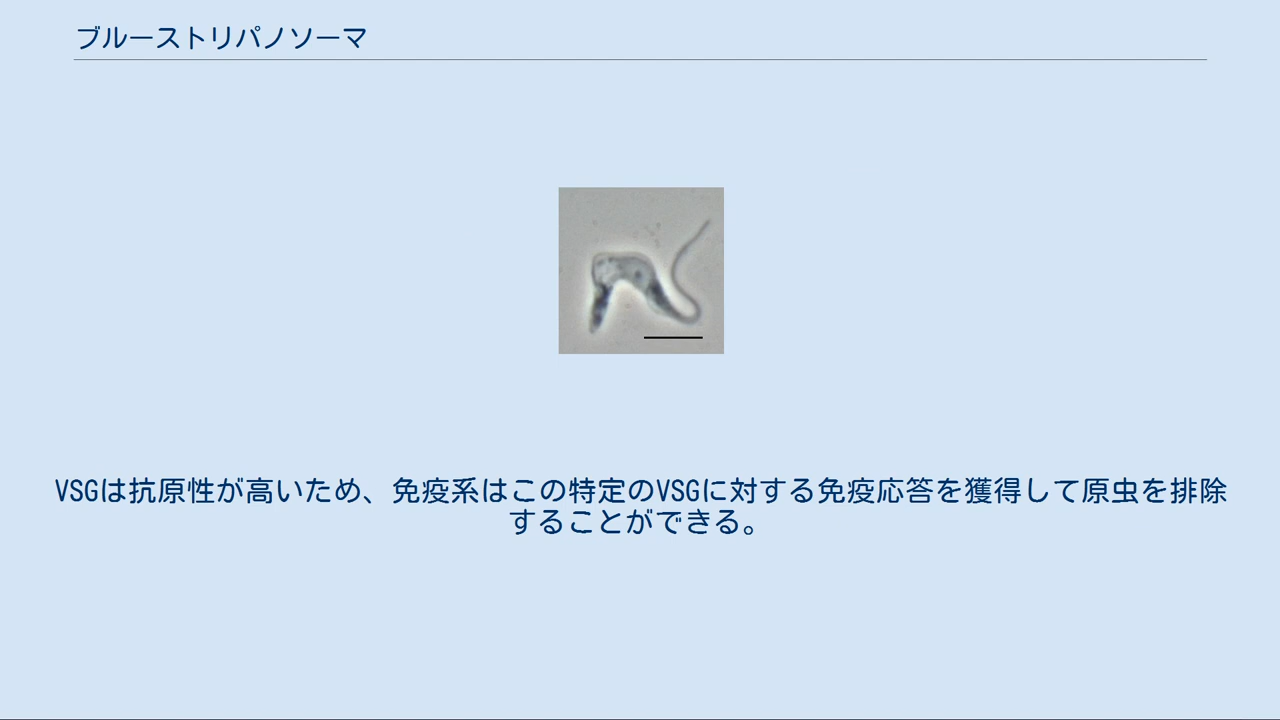 ブルーストリパノソーマ
VSGは抗原性が高いため、免疫系はこの特定のVSGに対する免疫応答を獲得して原虫を排除
することができる。